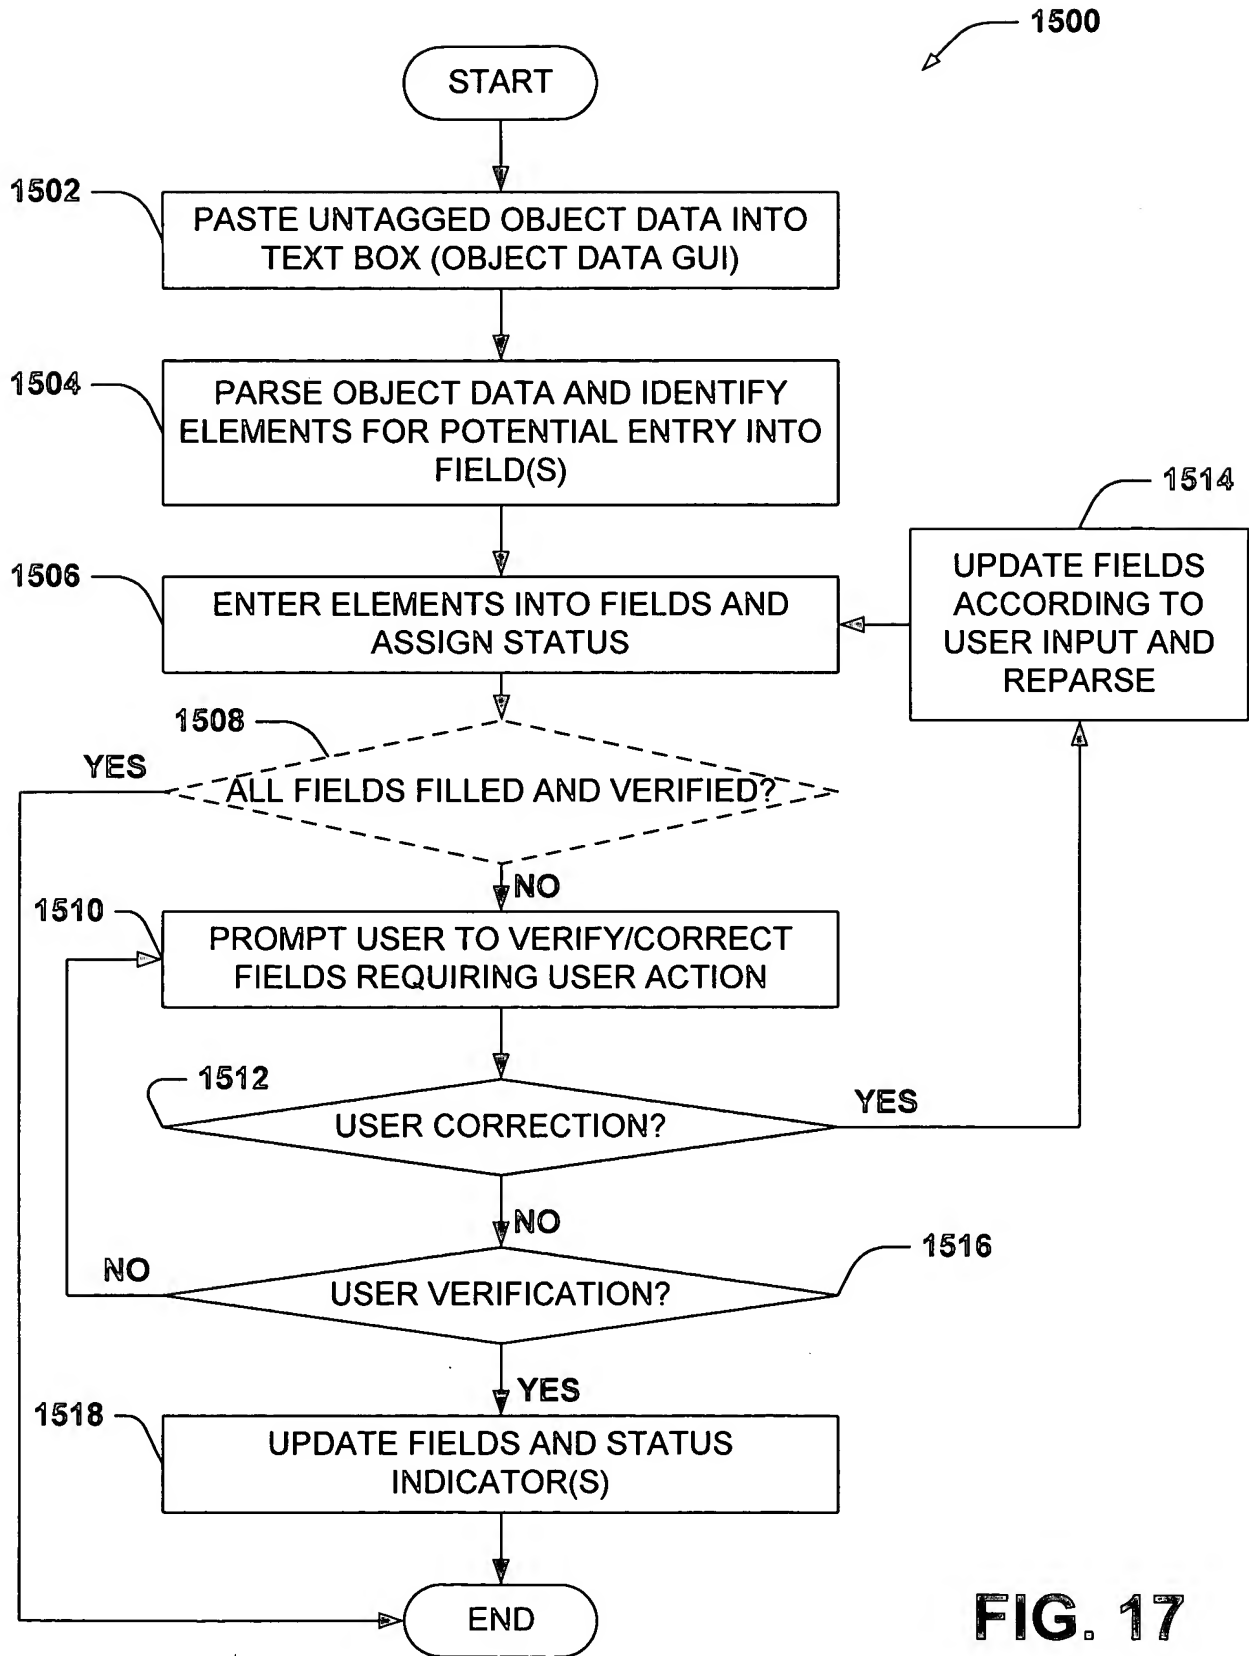 1500
START
1502
PASTE UNTAGGED OBJECT DATA INTO
TEXT BOX (OBJECT DATA GUI)
1504
PARSE OBJECT DATA AND IDENTIFY
ELEMENTS FOR POTENTIAL ENTRY INTO
FIELD(S)
1514
UPDATE FIELDS
ACCORDING TO
USER INPUT AND
REPARSE
1506
ENTER ELEMENTS INTO FIELDS AND
ASSIGN STATUS
1508
YES
ALL FIELDS FILLED AND VERIFIED?
NO
1510
PROMPT USER TO VERIFY/CORRECT
FIELDS REQUIRING USER ACTION
1512
YES
USER CORRECTION?
NO
1516
NO
USER VERIFICATION?
YES
1518
UPDATE FIELDS AND STATUS
INDICATOR(S)
END
FIG. 17